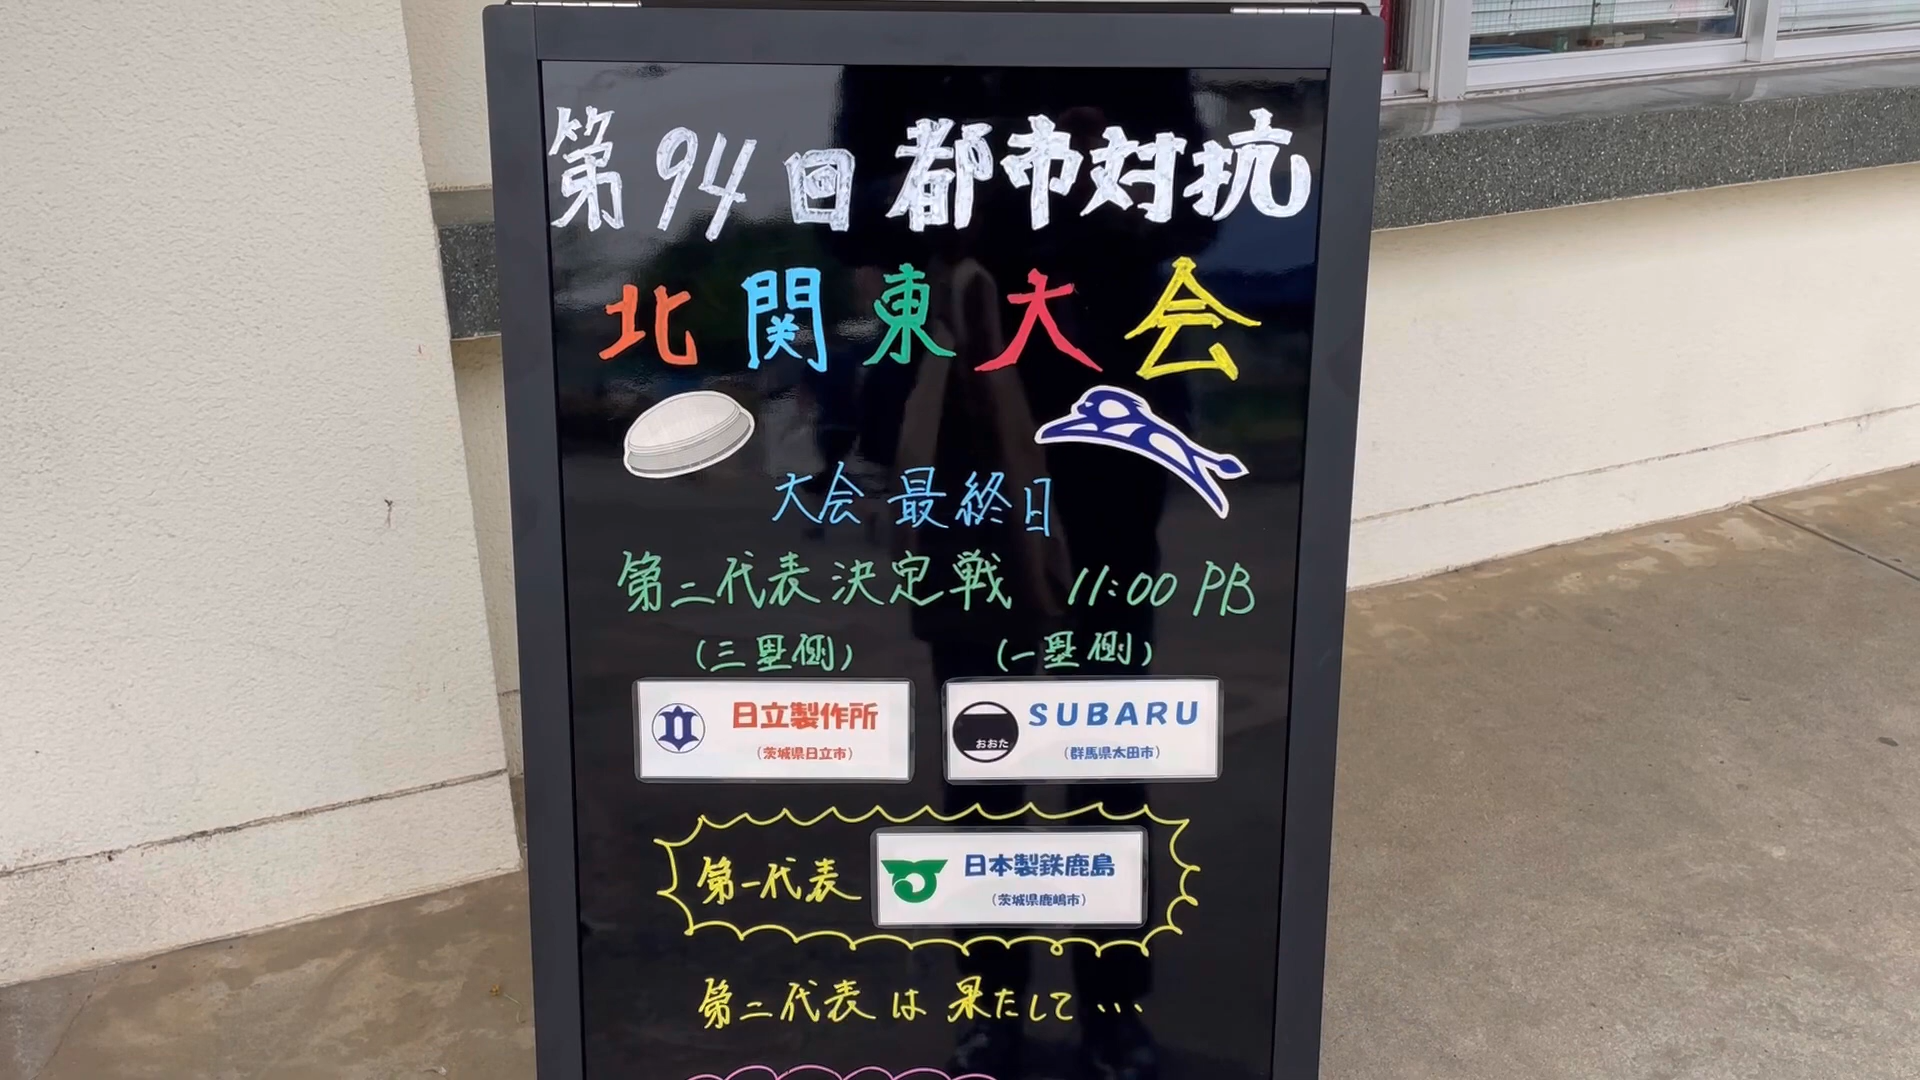 第94回都市対抗
北関東大会
大会最終日
第二代表決定戦 11:00 PB
(三塁側) (一塁側)
日立製作所 SUBARU
(茨城県日立市) おおた (群馬県太田市)
第一代表 日本製鉄鹿島
(茨城県鹿嶋市)
第二代表は果たして…